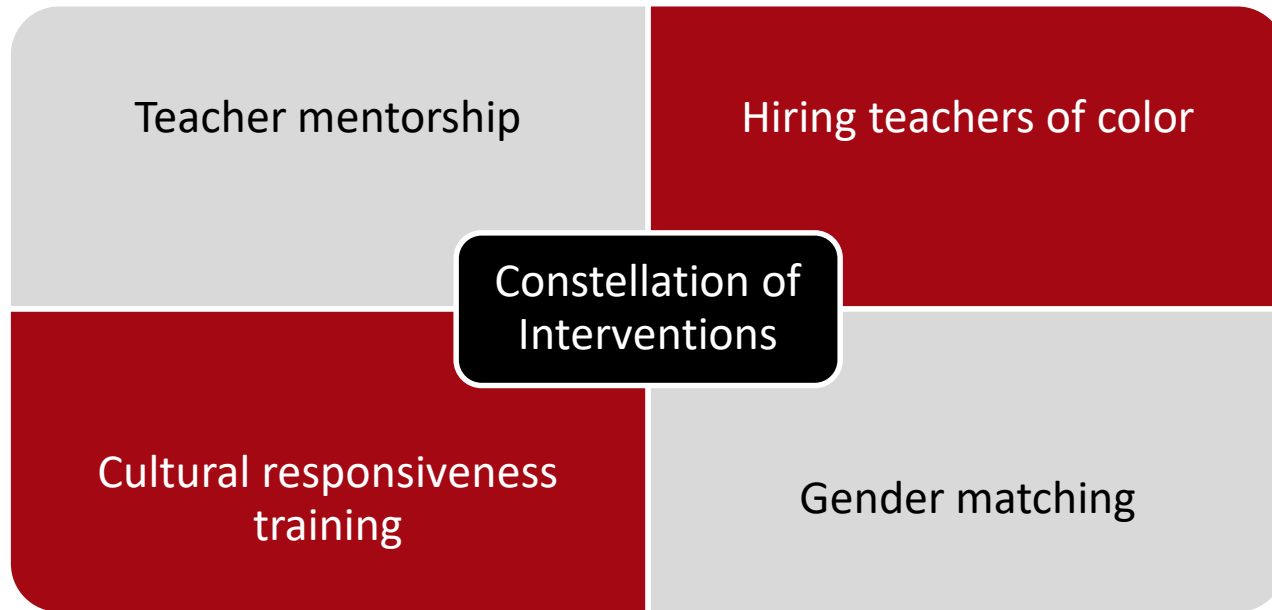 Teacher mentorship
Hiring teachers of color
Constellation of
Interventions
Cultural responsiveness
training
Gender matching